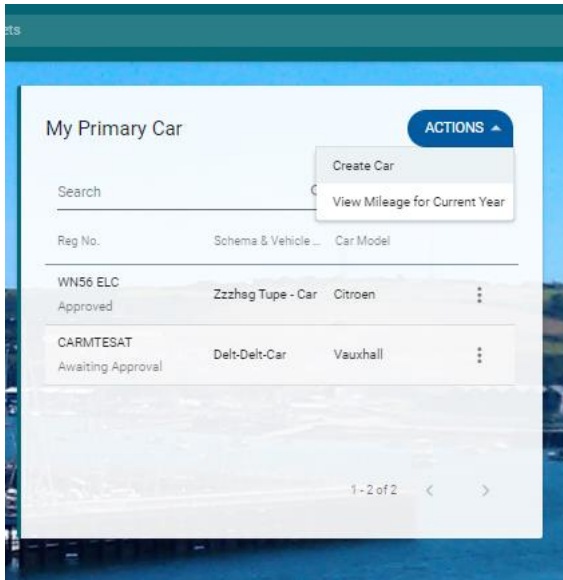 ets
My Primary Car
ACTIONS
Create Car
Search
View Mileage for Current Year
Reg No.
Schema & Vehicle ...
Car Model
WN56 ELC
Approved
Zzzhsg Tupe - Car
Citroen
CARMTESAT
Awaiting Approval
Delt-Delt-Car
Vauxhall
1 - 2 of 2